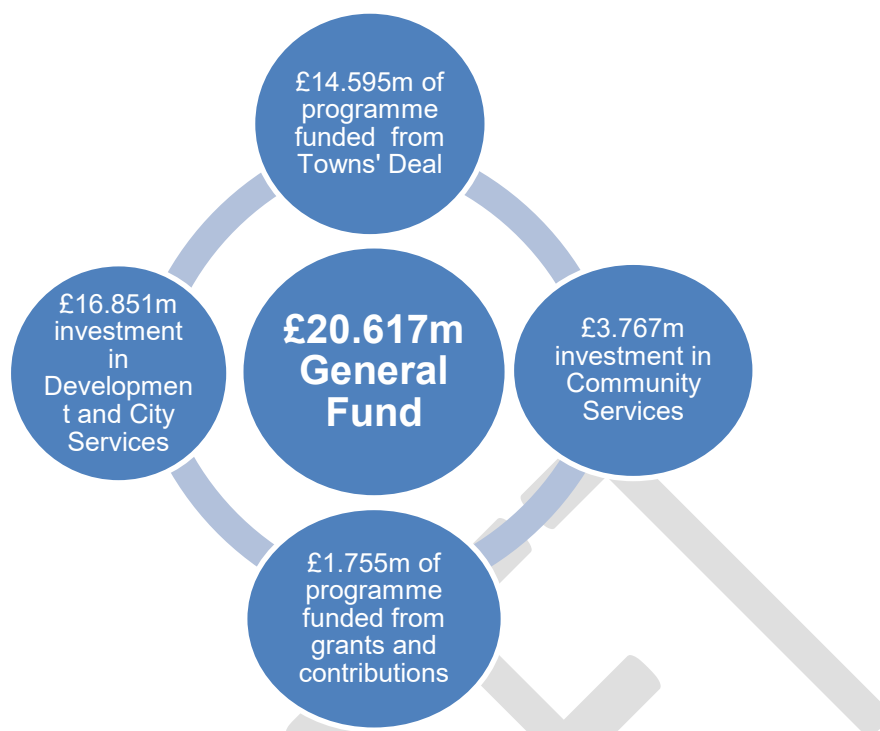 £14.595m of
programme
funded from
Towns' Deal
£16.851m
investment
in
Developmen
t and City
Services
£20.617m
General
Fund
£3.767m
investment in
Community
Services
£1.755m of
programme
funded from
grants and
contributions